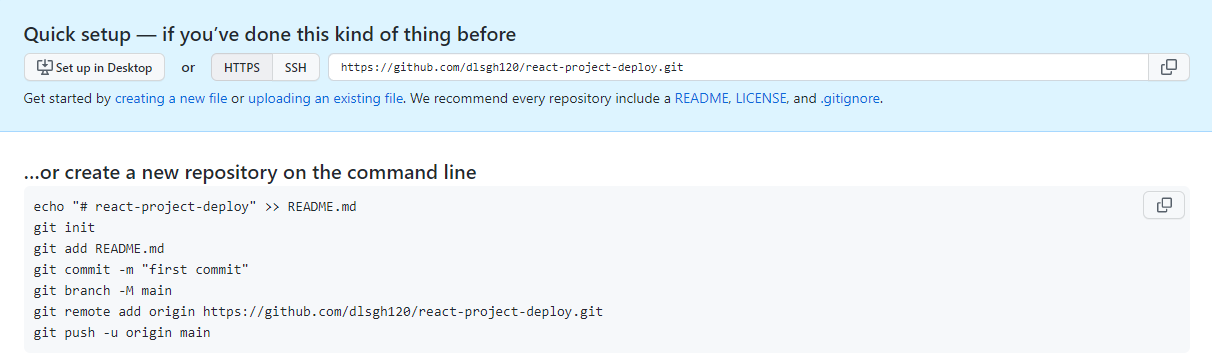 Quick setup — if you’ve done this kind of thing before
Set up in Desktop or HTTPS SSH https://github.com/dlsgh120/react-project-deploy.git
Get started by creating a new file or uploading an existing file. We recommend every repository include a README, LICENSE, and .gitignore.
…or create a new repository on the command line
echo "# react-project-deploy" >> README.md
git init
git add README.md
git commit -m "first commit"
git branch -M main
git remote add origin https://github.com/dlsgh120/react-project-deploy.git
git push -u origin main